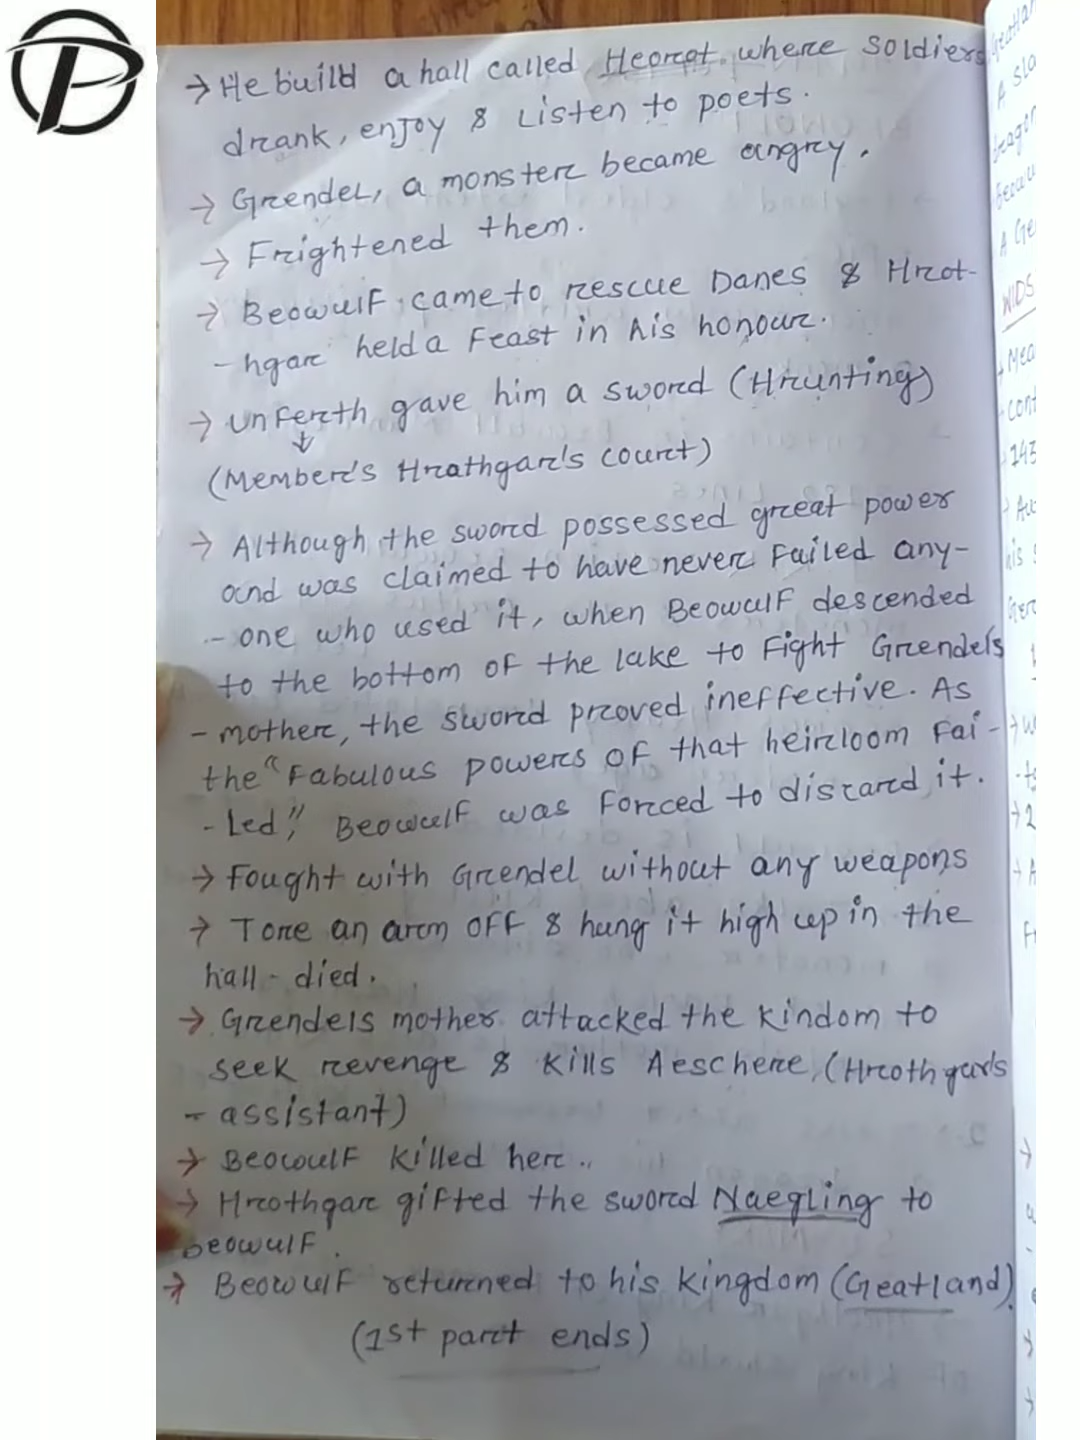 → He build a hall called Heorot where soldiers
drank, enjoy & Listen to poets.
→ Grendel, a monster became angry.
→ Frightened them.
→ Beowulf came to rescue Danes & Hrot-
- hgar held a Feast in his honour.
→ Unferth gave him a sword (Hrunting)
↓
(Member's Hrathgar's court)
→ Although the sword possessed great power
and was claimed to have never Failed any-
- one who used it, when Beowulf descended
to the bottom of the lake to Fight Grendel's
- mother, the sword proved ineffective. As
the "Fabulous powers of that heirloom Fai-
- Led," Beowulf was Forced to discard it.
→ Fought with Grendel without any weapons
→ Tore an arm off & hung it high up in the
hall - died.
→ Grendels mother attacked the Kindom to
seek revenge & kills Aeschere, (Hrothgar's
- assistant)
→ Beowulf killed her..
→ Hrothgar gifted the sword Naegling to
Beowulf.
→ Beowulf returned to his kingdom (Geatland).
(1st part ends)